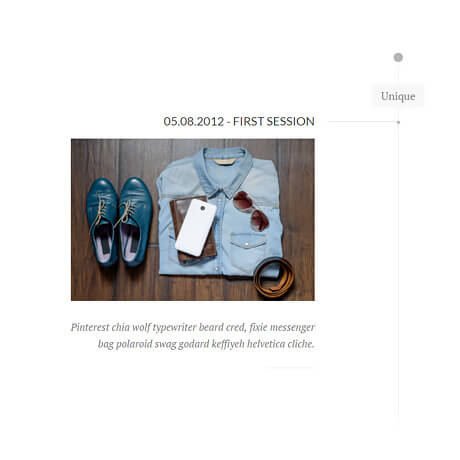 Unique
05.08.2012 - FIRST SESSION
Pinterest chia wolf typewriter beard cred, fixie messenger
bag polaroid swag godard keffiyeh helvetica cliche.